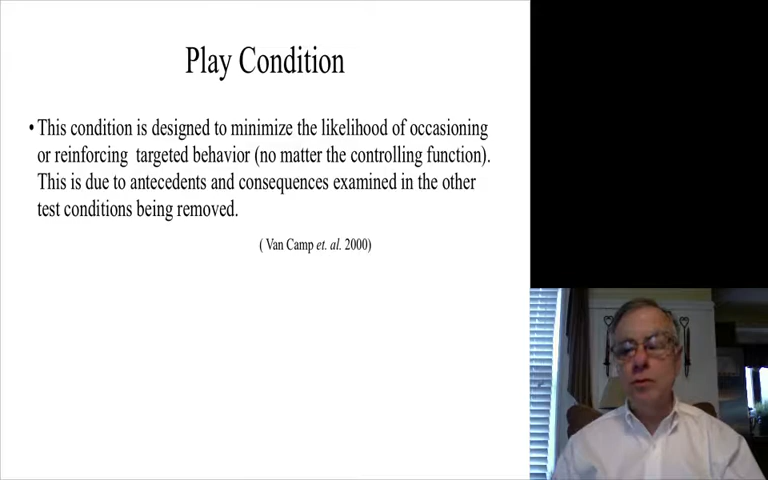 Play Condition
• This condition is designed to minimize the likelihood of occasioning
or reinforcing targeted behavior (no matter the controlling function).
This is due to antecedents and consequences examined in the other
test conditions being removed.
( Van Camp et. al. 2000)